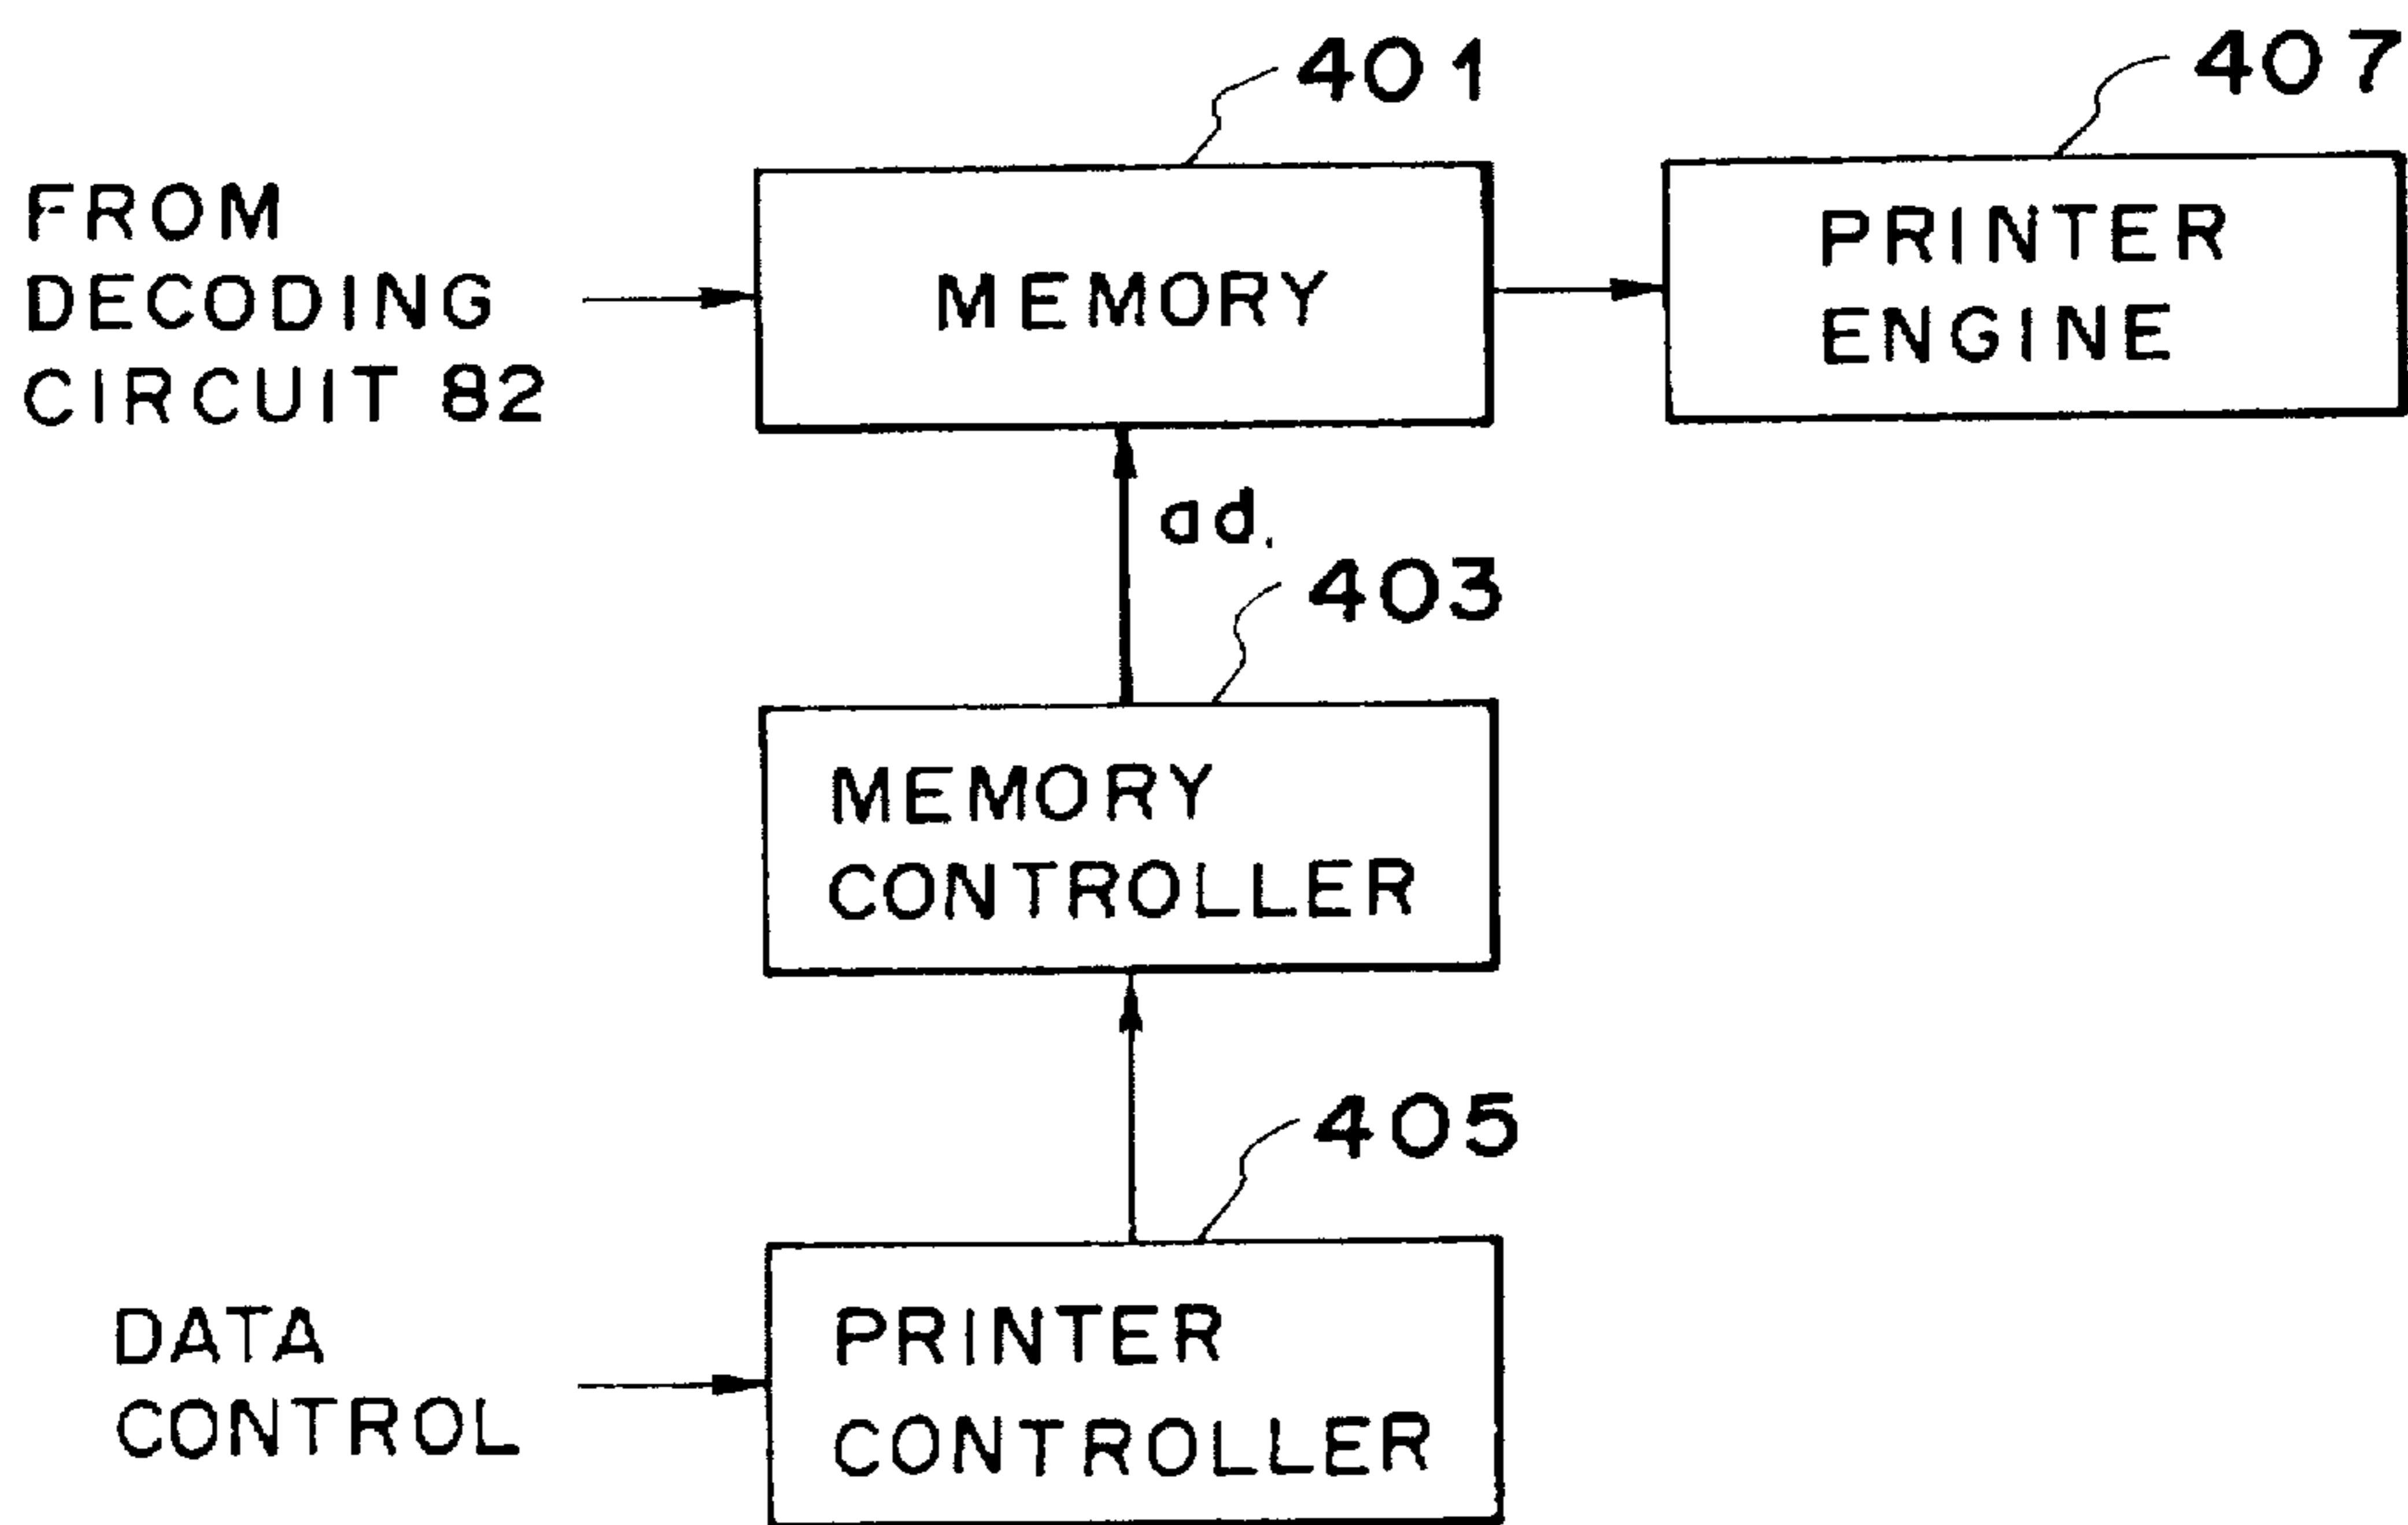 401
407
FROM
DECODING
CIRCUIT 82
MEMORY
PRINTER
ENGINE
ad.
403
MEMORY
CONTROLLER
405
DATA
CONTROL
PRINTER
CONTROLLER